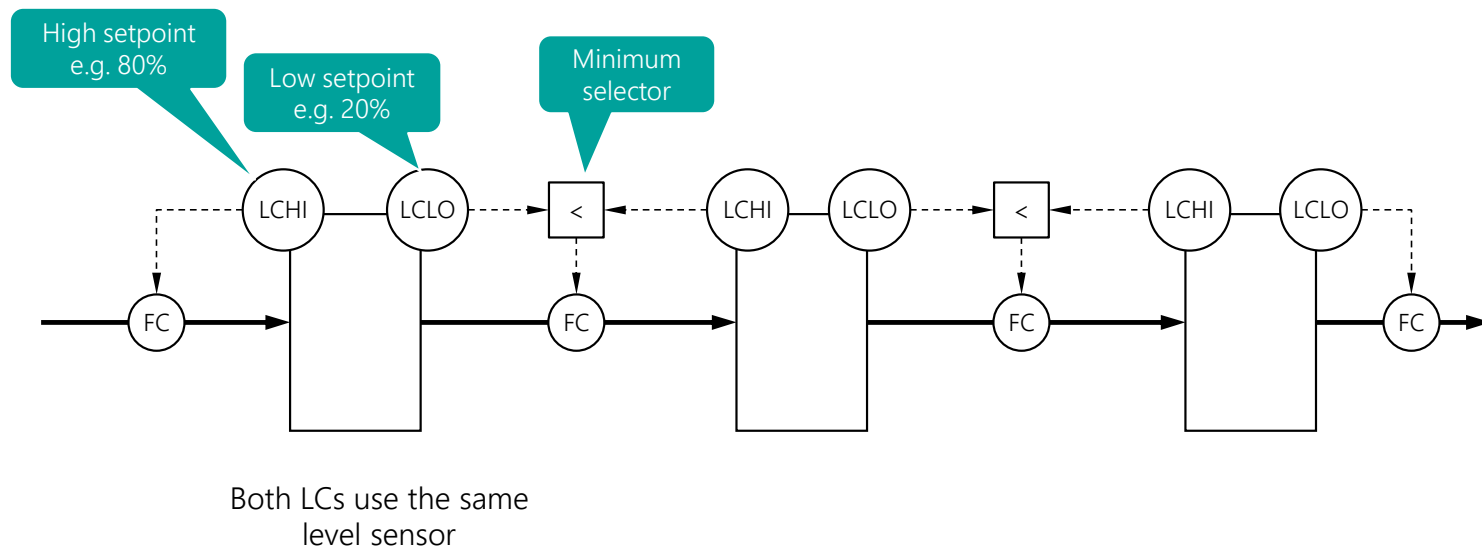 High setpoint
e.g. 80%
Low setpoint
e.g. 20%
Minimum
selector
LCHI
LCLO
<
LCHI
LCLO
<
LCHI
LCLO
FC
FC
FC
FC
Both LCs use the same
level sensor